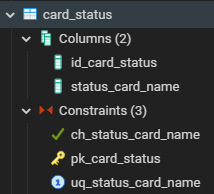 card_status
Columns (2)
id_card_status
status_card_name
Constraints (3)
ch_status_card_name
pk_card_status
uq_status_card_name